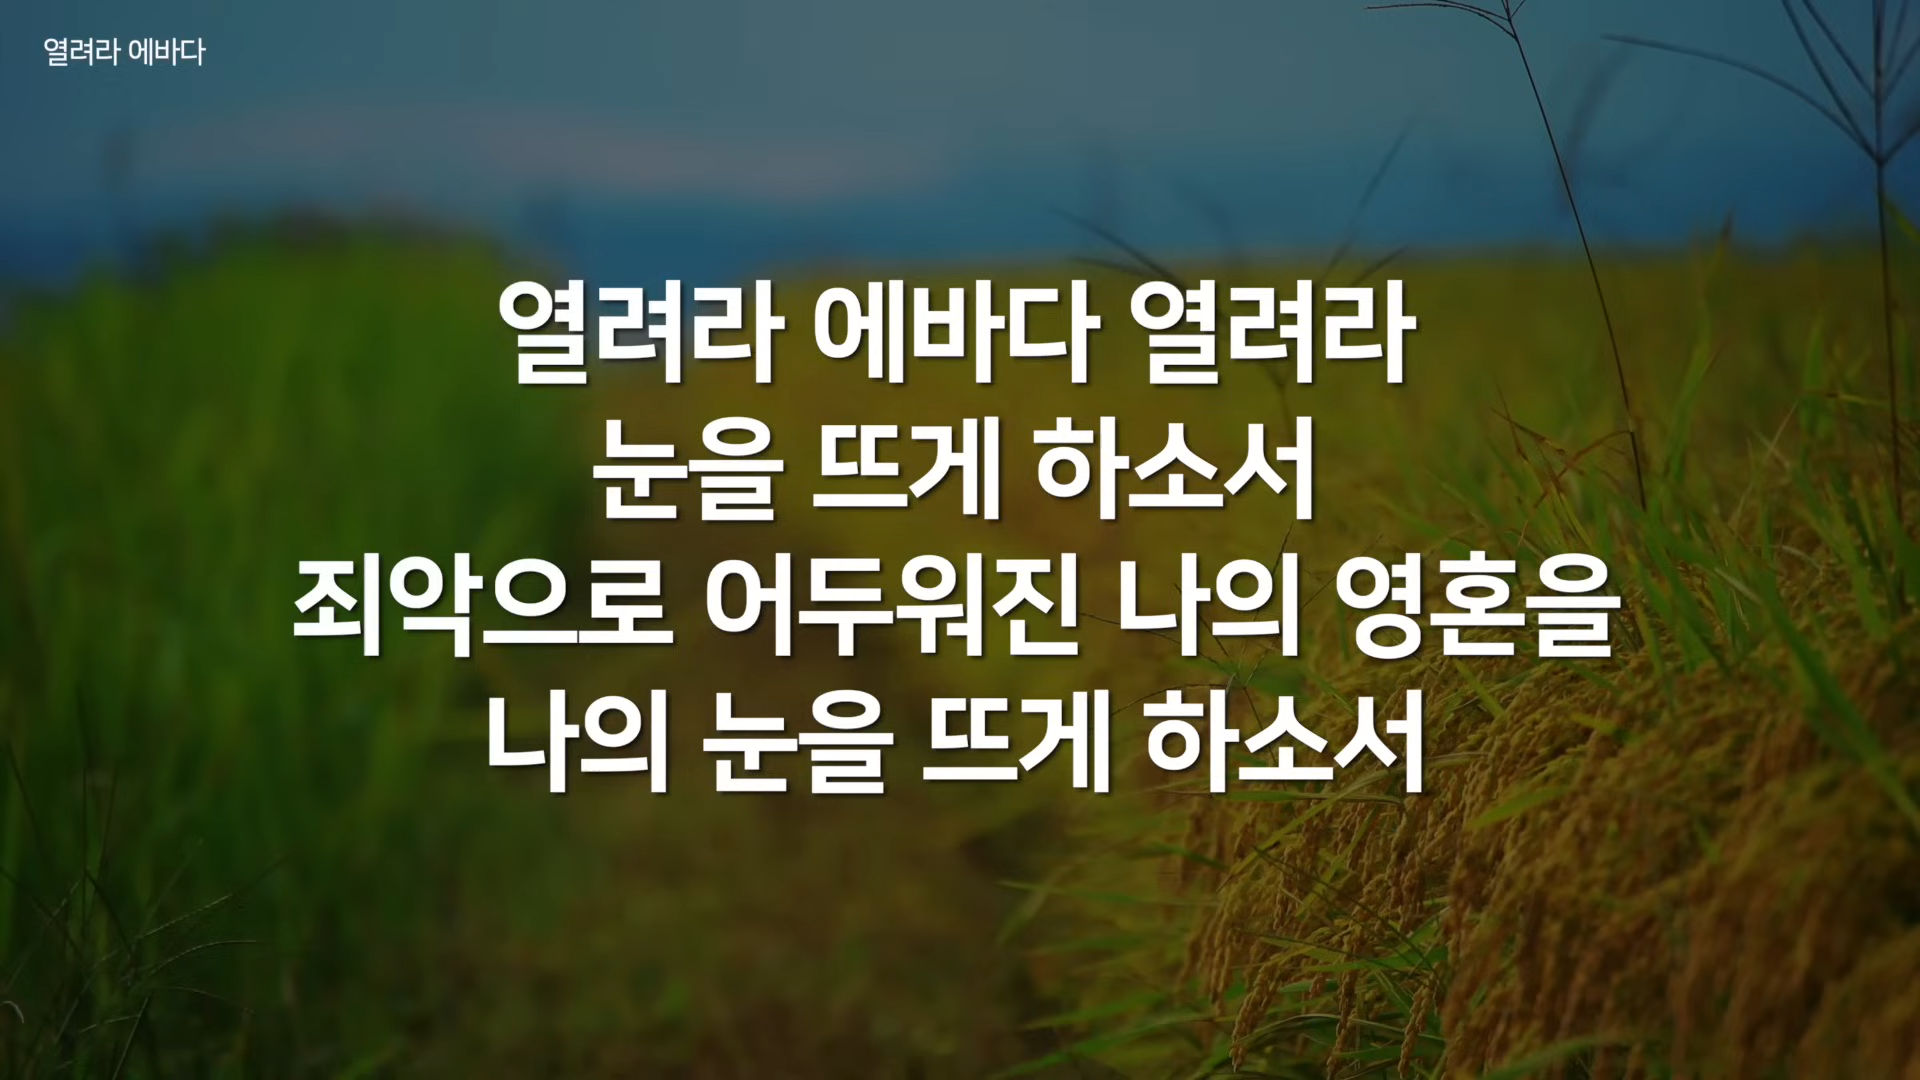 열려라 에바다
열려라 에바다 열려라
눈을 뜨게 하소서
죄악으로 어두워진 나의 영혼을
나의 눈을 뜨게 하소서